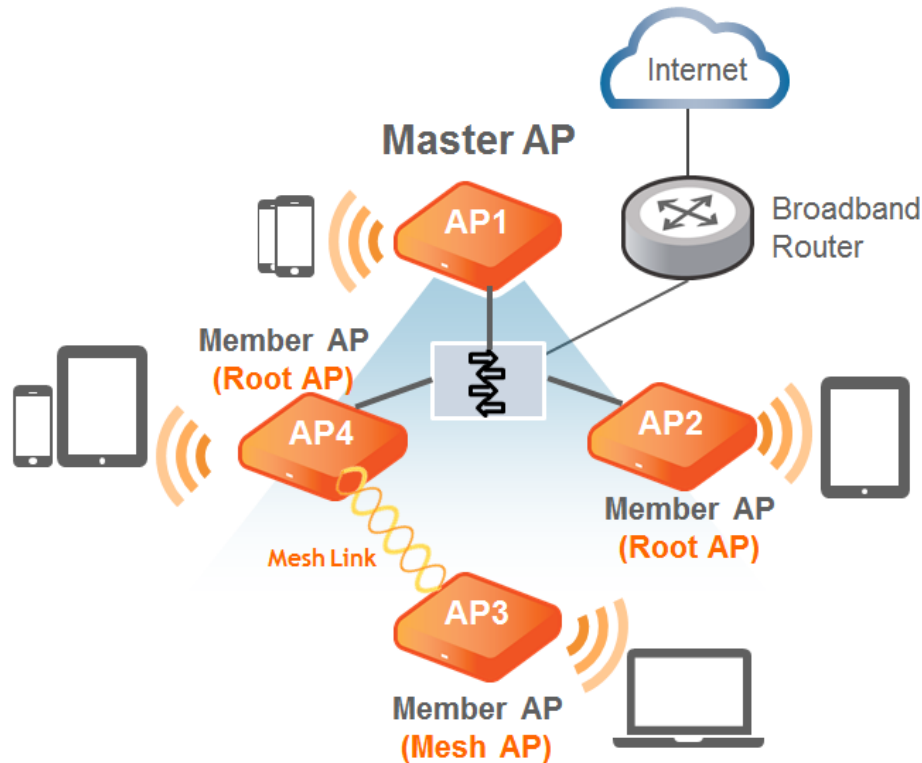 Internet
Master AP
AP1
Broadband
Router
Member AP
(Root AP)
AP4
AP2
Member AP
(Root AP)
Mesh Link
AP3
Member AP
(Mesh AP)